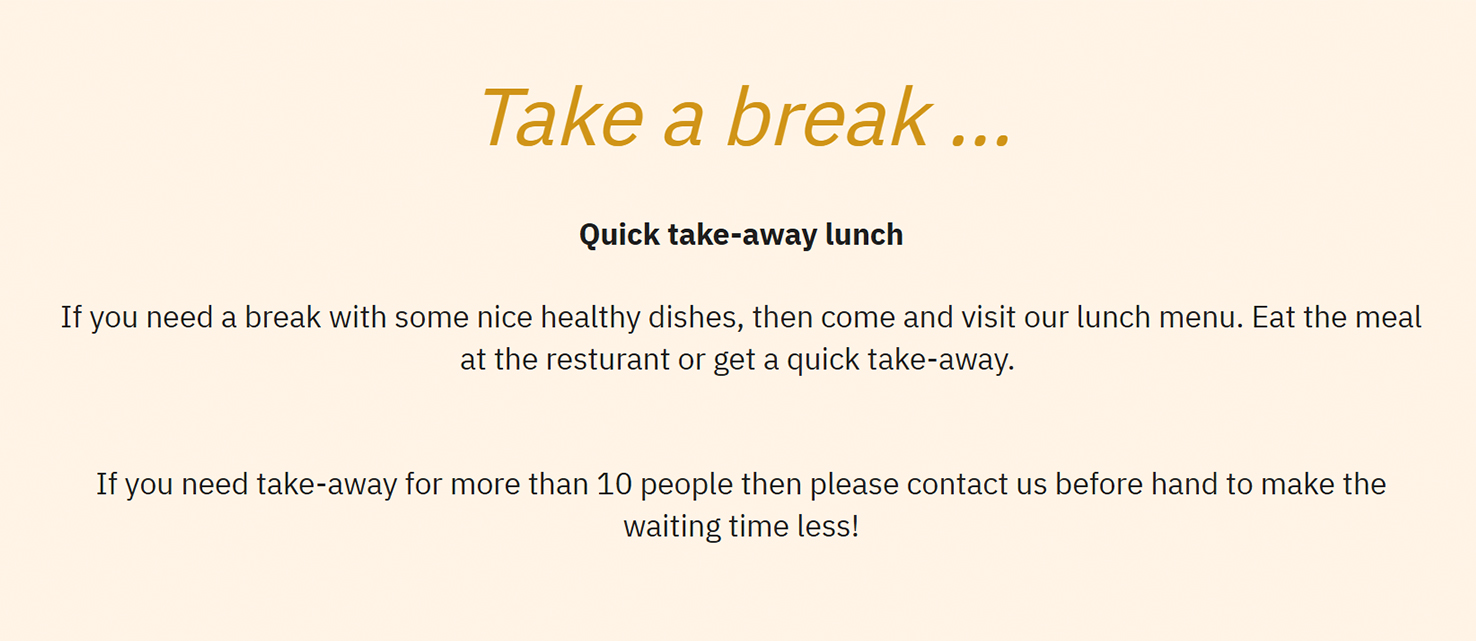 Take a break ...
Quick take-away lunch
If you need a break with some nice healthy dishes, then come and visit our lunch menu. Eat the meal
at the resturant or get a quick take-away.
If you need take-away for more than 10 people then please contact us before hand to make the
waiting time less!